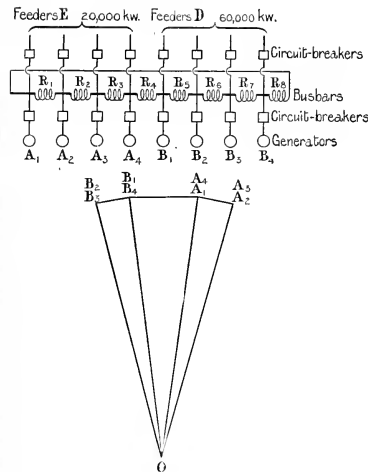 Feeders E 20,000 kw. Feeders D 60,000 kw.
Circuit-breakers
R1 R2 R3 R4 R5 R6 R7 R8
Busbars
Circuit-breakers
Generators
A1 A2 A3 A4 B1 B2 B3 B4
B2 B1 A4 A3
B3 B4 A1 A2
O